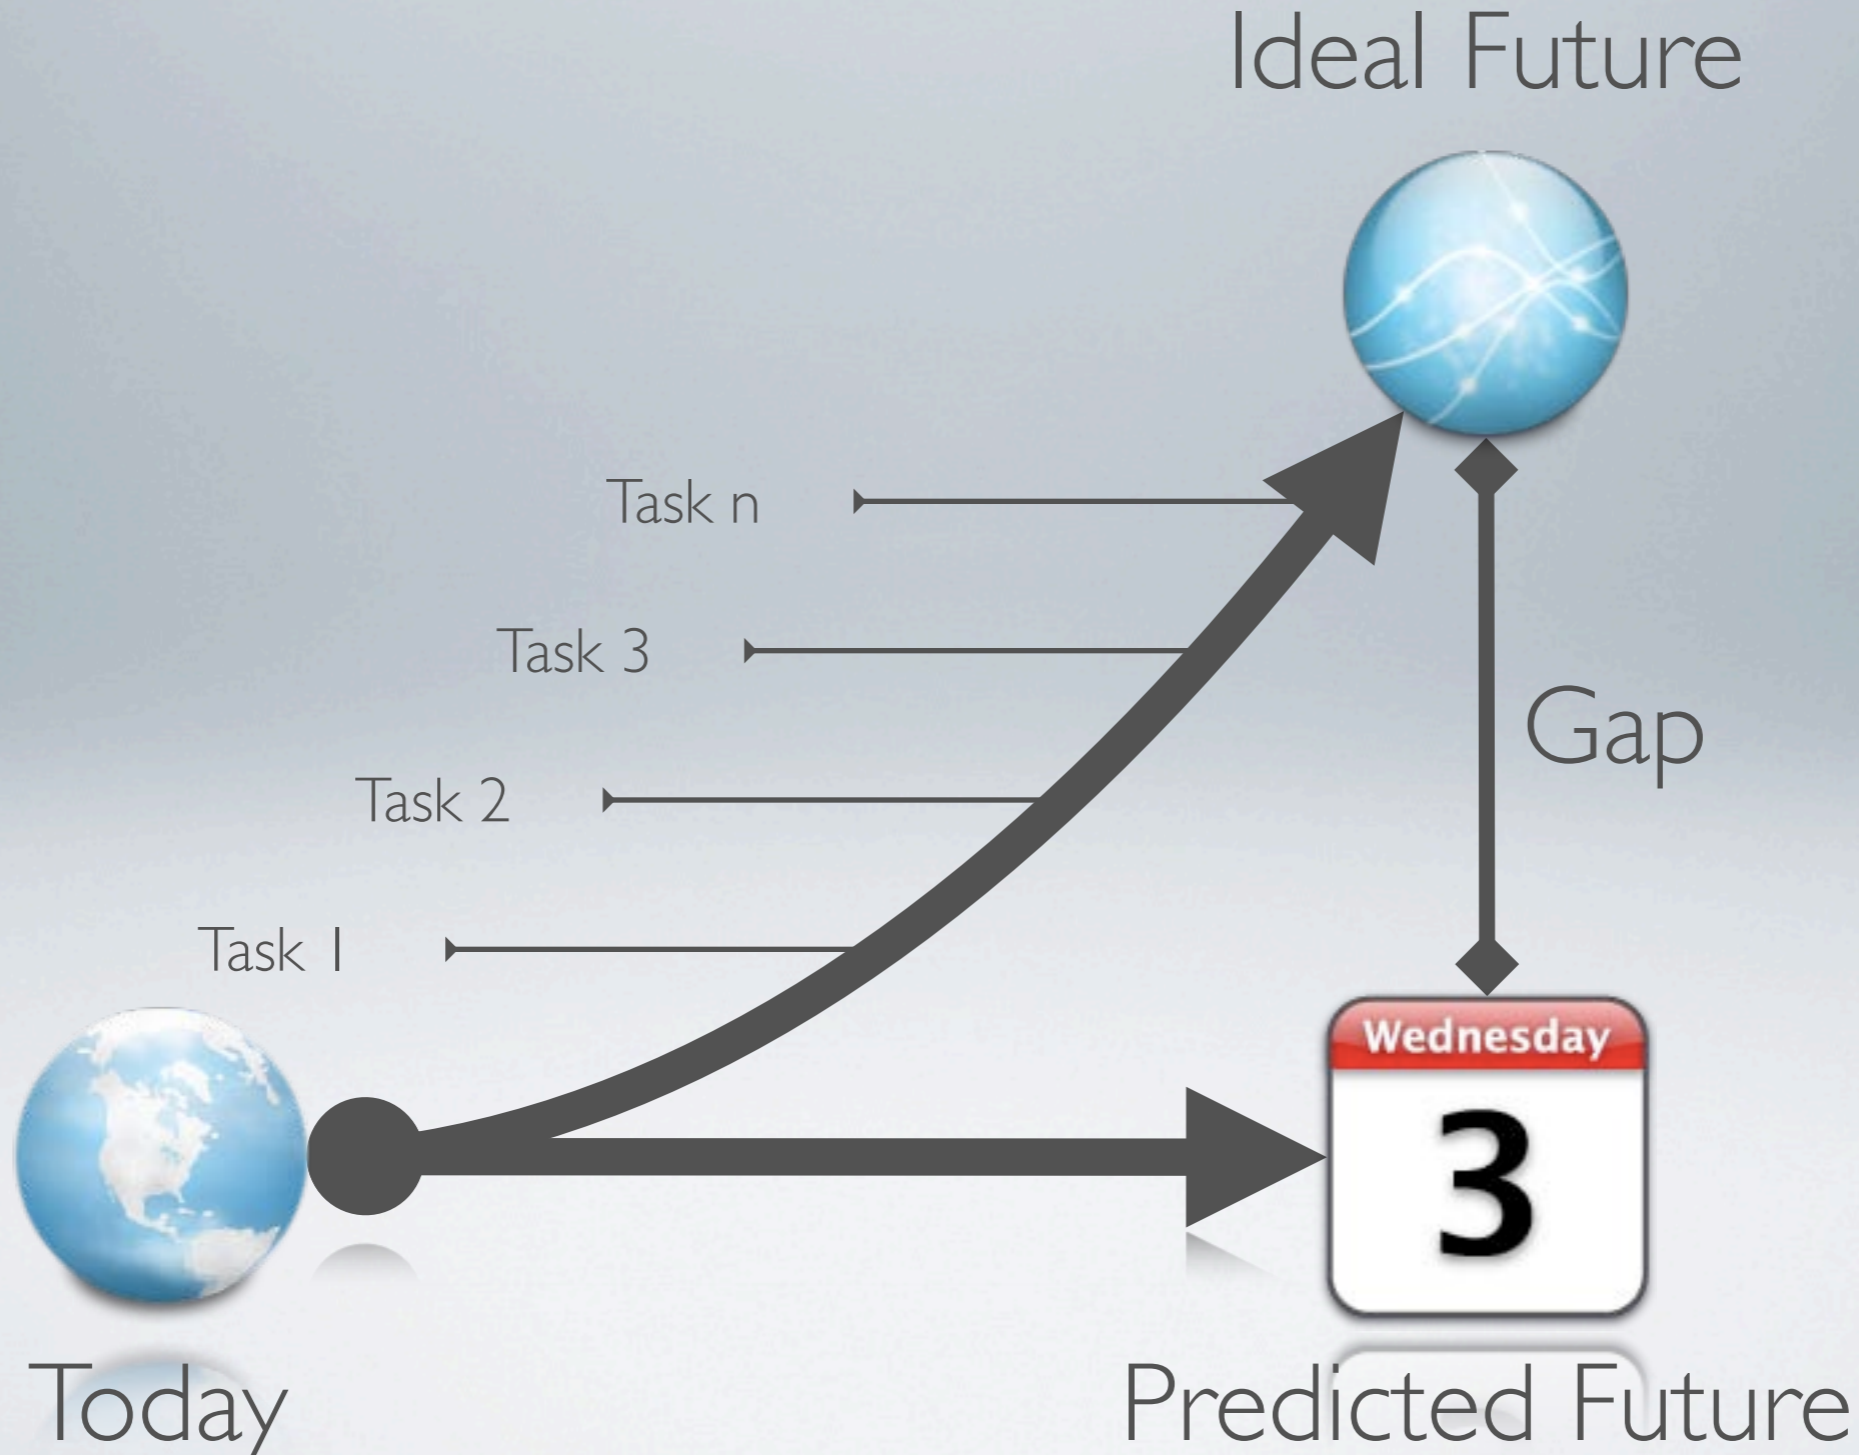 Ideal Future
Task n
Task 3
Gap
Task 2
Task 1
Wednesday
3
Today
Predicted Future